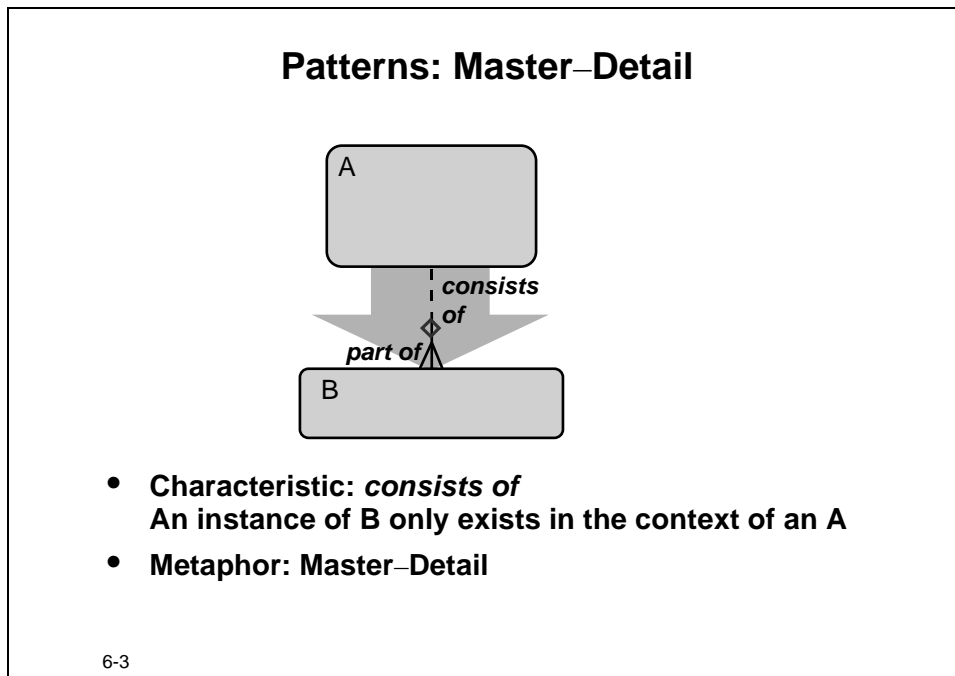 Patterns: Master–Detail
A
consists
of
part of
B
• Characteristic: consists of
An instance of B only exists in the context of an A
• Metaphor: Master–Detail
6-3